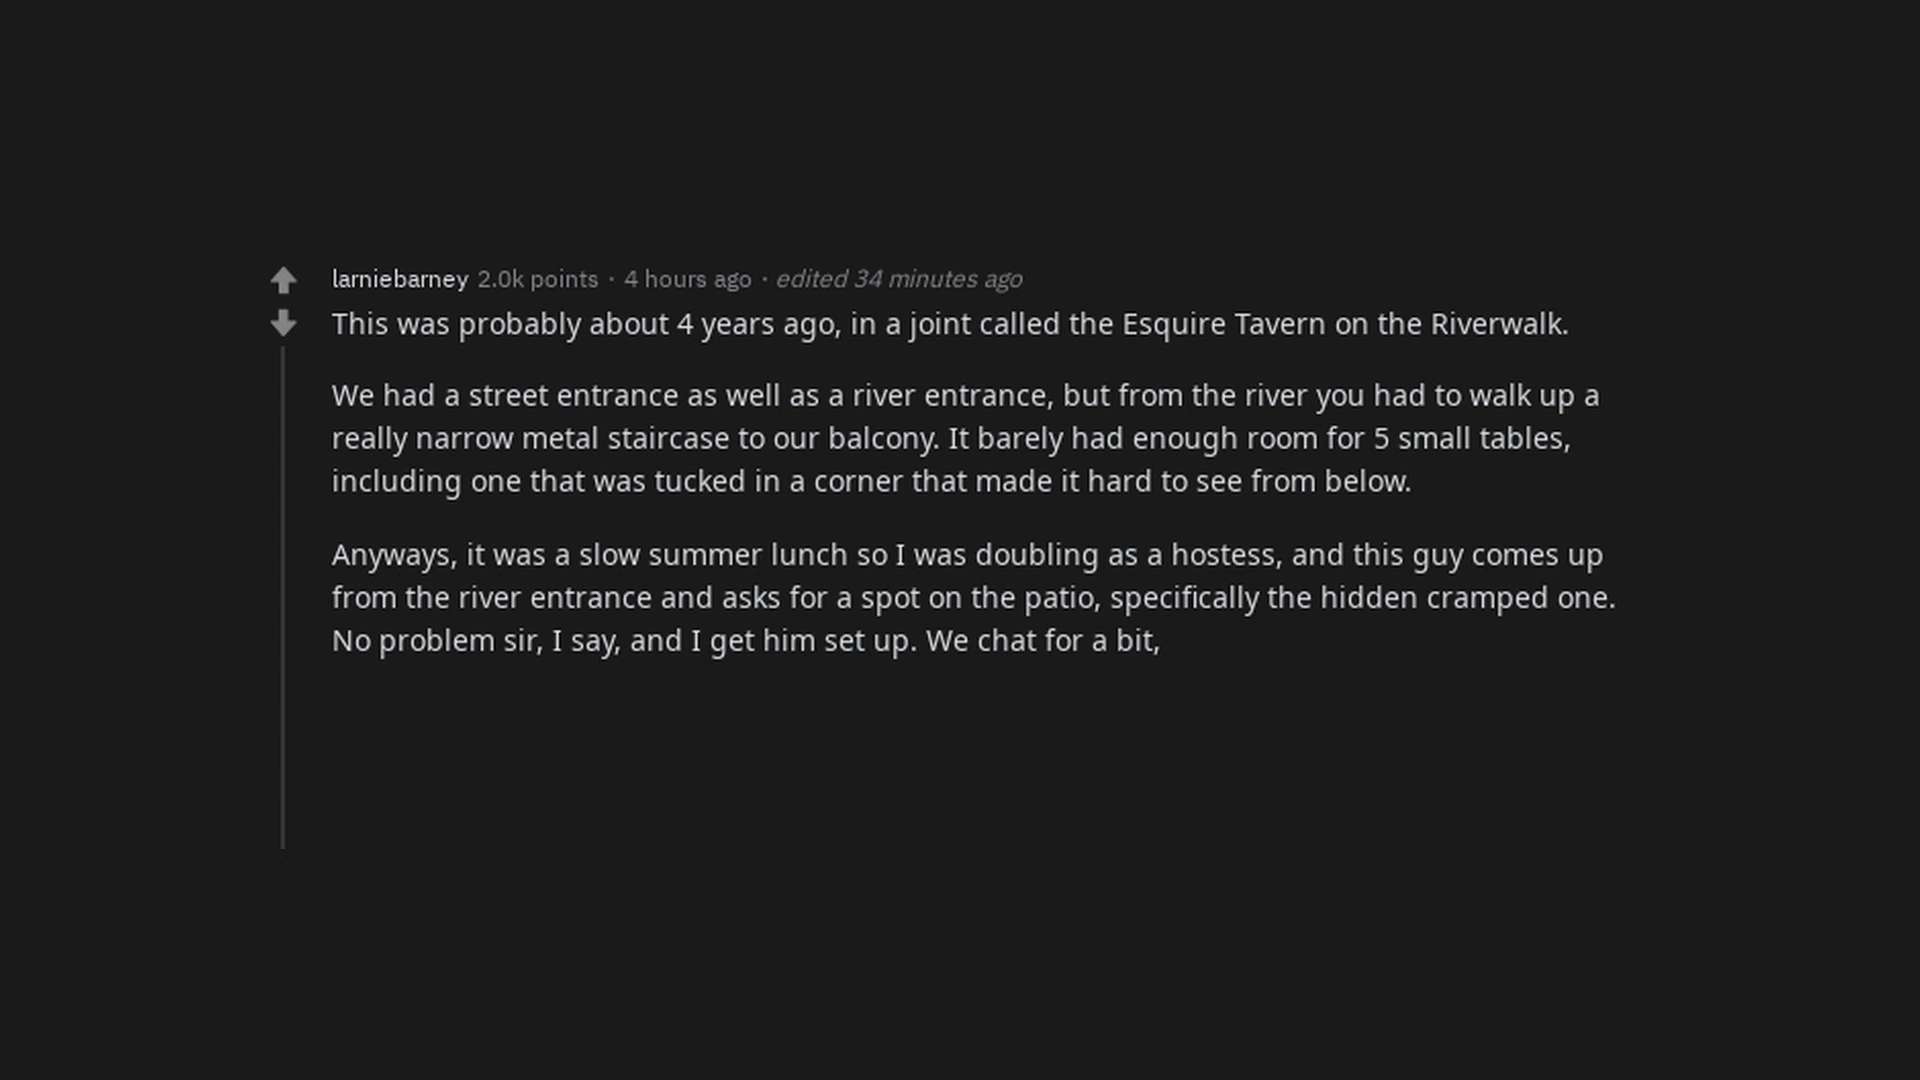 larniebarney 2.0k points · 4 hours ago · edited 34 minutes ago
This was probably about 4 years ago, in a joint called the Esquire Tavern on the Riverwalk.
We had a street entrance as well as a river entrance, but from the river you had to walk up a
really narrow metal staircase to our balcony. It barely had enough room for 5 small tables,
including one that was tucked in a corner that made it hard to see from below.
Anyways, it was a slow summer lunch so I was doubling as a hostess, and this guy comes up
from the river entrance and asks for a spot on the patio, specifically the hidden cramped one.
No problem sir, I say, and I get him set up. We chat for a bit,